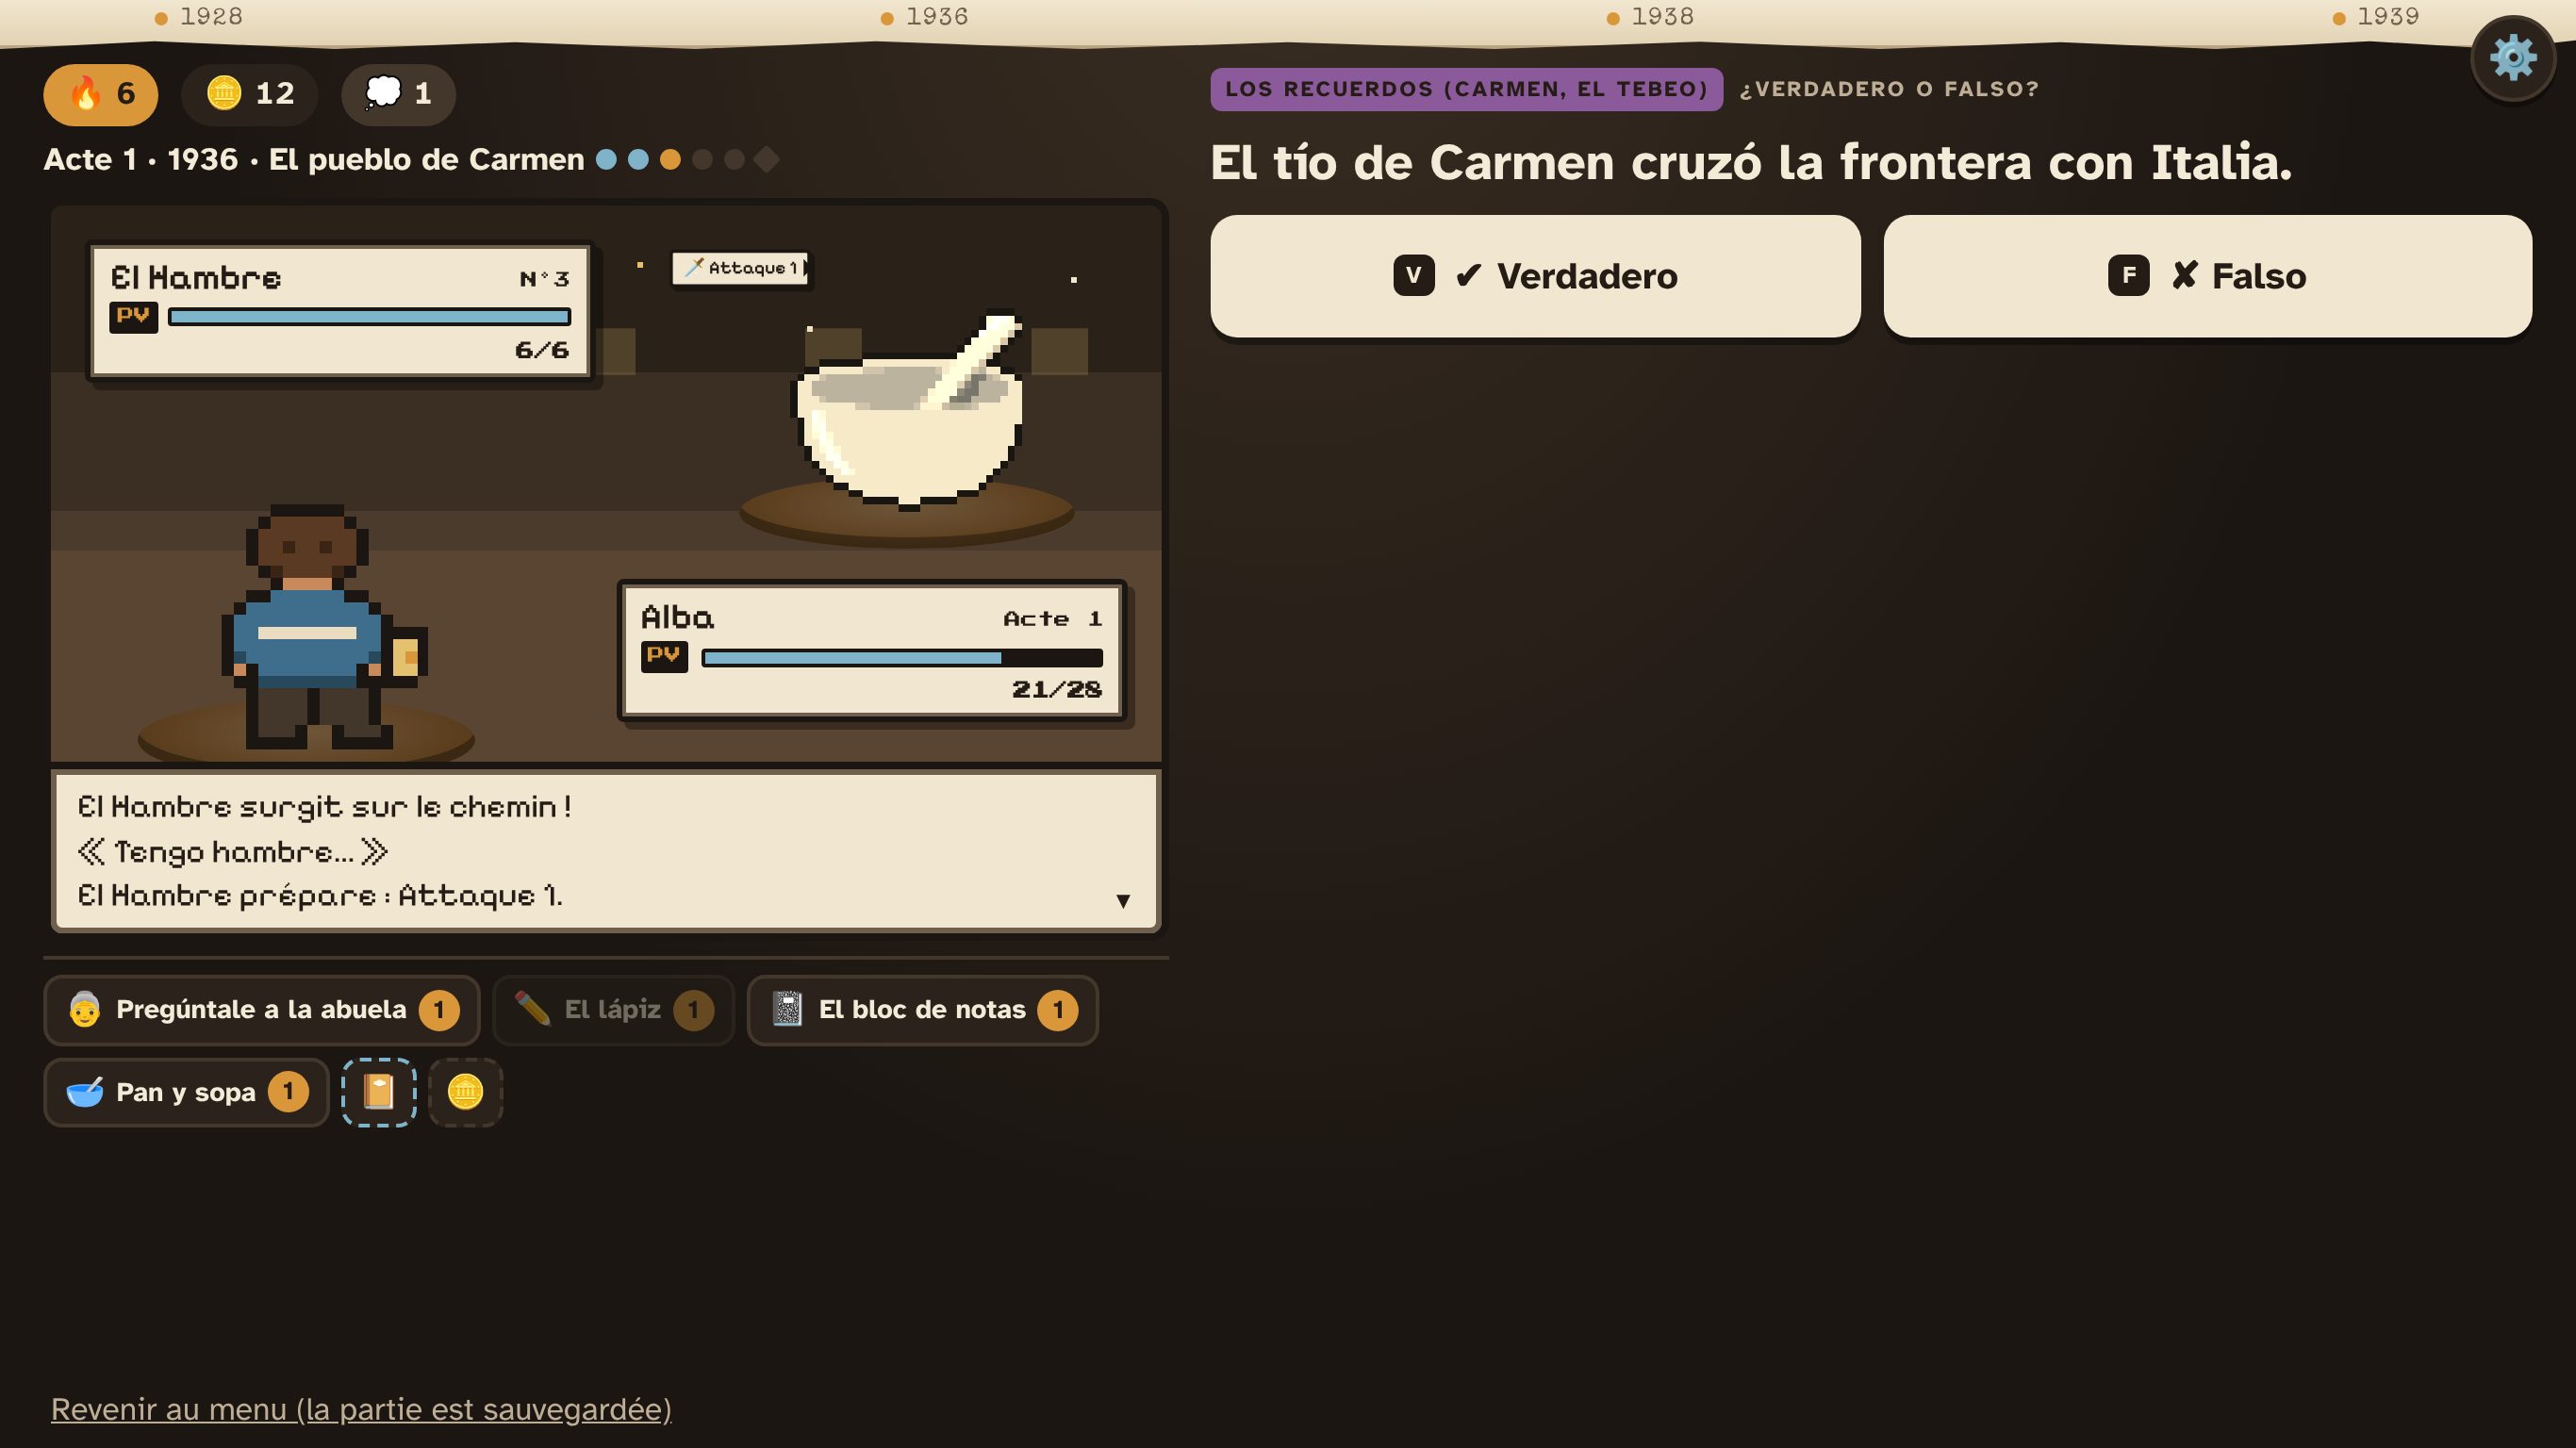 1928
1936
1938
1939
6
12
1
Acte 1 · 1936 · El pueblo de Carmen
El Hambre
N°3
PV
6/6
Attaque 1
Alba
Acte 1
PV
21/28
El Hambre surgit sur le chemin !
« Tengo hambre... »
El Hambre prépare : Attaque 1.
Pregúntale a la abuela 1
El lápiz 1
El bloc de notas 1
Pan y sopa 1
Revenir au menu (la partie est sauvegardée)
LOS RECUERDOS (CARMEN, EL TEBEO)
¿VERDADERO O FALSO?
El tío de Carmen cruzó la frontera con Italia.
V ✔ Verdadero
F ✘ Falso